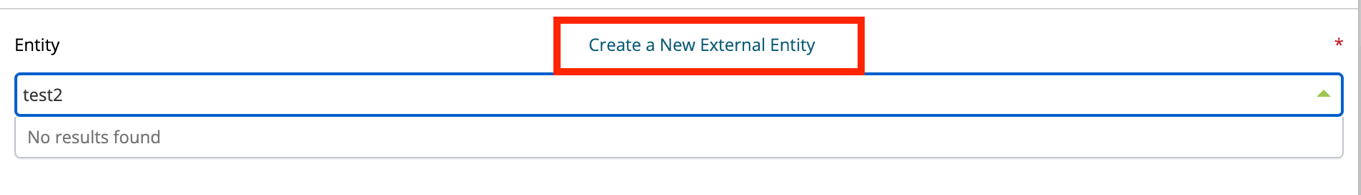 Entity Create a New External Entity *
test2
No results found